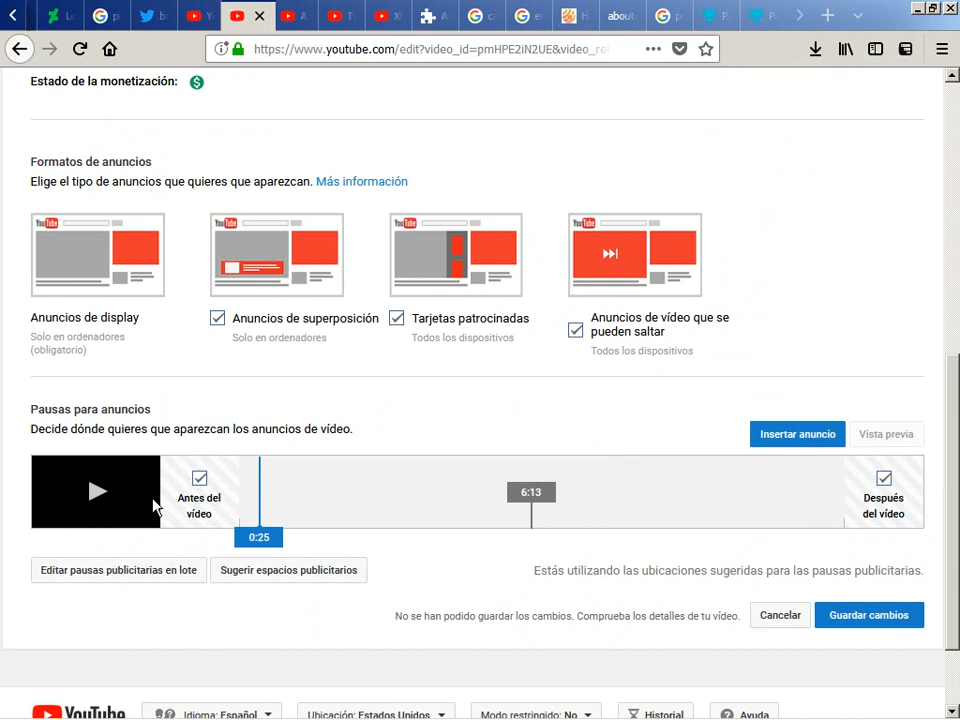 about
https://www.youtube.com/edit?video_id=pmHPE2iN2UE&video_re
Estado de la monetización:
Formatos de anuncios
Elige el tipo de anuncios que quieres que aparezcan. Más información
YouTube YouTube YouTube YouTube
Anuncios de display
Solo en ordenadores
(obligatorio)
Anuncios de superposición
Solo en ordenadores
Tarjetas patrocinadas
Todos los dispositivos
Anuncios de vídeo que se
pueden saltar
Todos los dispositivos
Pausas para anuncios
Decide dónde quieres que aparezcan los anuncios de vídeo.
Insertar anuncio
Vista previa
Antes del
vídeo
6:13
Después
del vídeo
0:25
Editar pausas publicitarias en lote
Sugerir espacios publicitarios
Estás utilizando las ubicaciones sugeridas para las pausas publicitarias.
No se han podido guardar los cambios. Comprueba los detalles de tu vídeo.
Cancelar
Guardar cambios
YouTube
Idioma: Español
Ubicación: Estados Unidos
Modo restringido: No
Historial
Ayuda